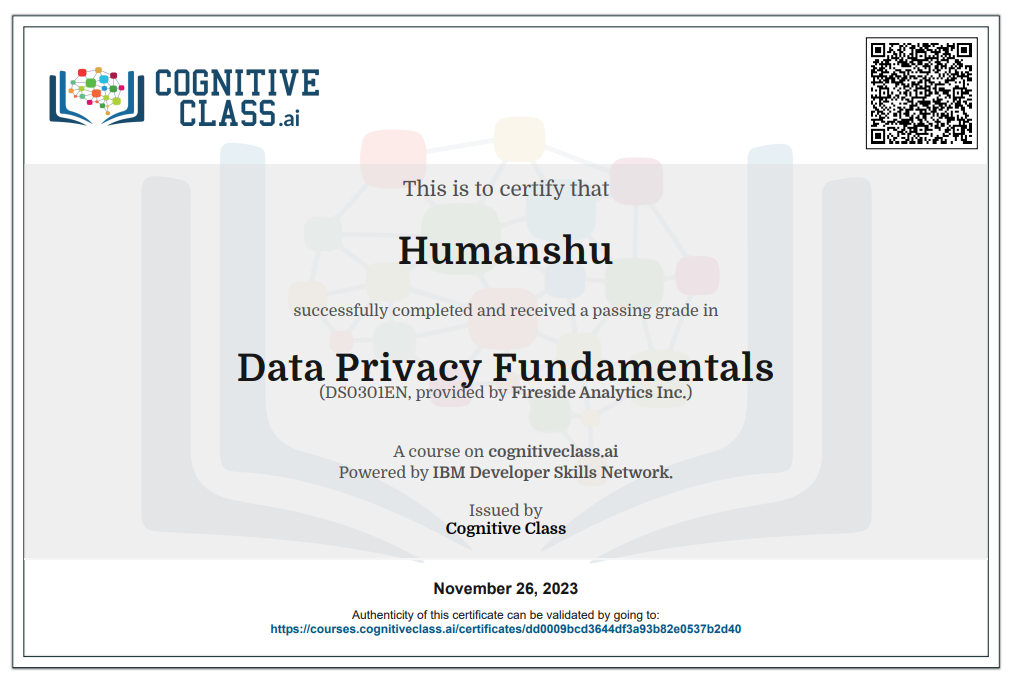 COGNITIVE
CLASS.ai
This is to certify that
Humanshu
successfully completed and received a passing grade in
Data Privacy Fundamentals
(DS0301EN, provided by Fireside Analytics Inc.)
A course on cognitiveclass.ai
Powered by IBM Developer Skills Network.
Issued by
Cognitive Class
November 26, 2023
Authenticity of this certificate can be validated by going to:
https://courses.cognitiveclass.ai/certificates/dd0009bcd3644df3a93b82e0537b2d40